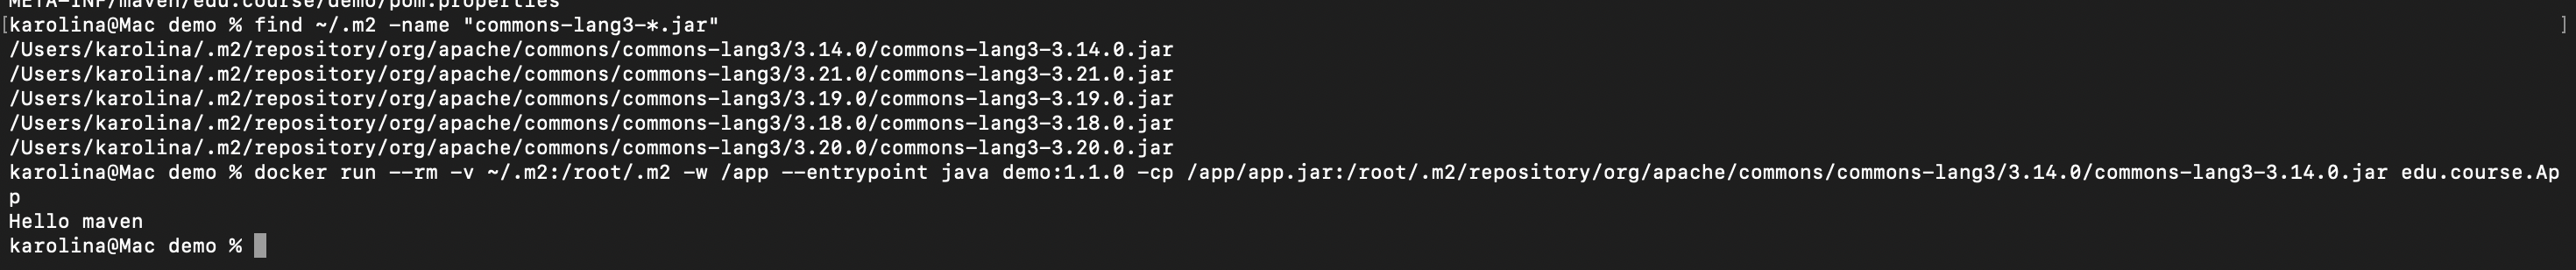 META-INF/maven/edu.course/demo/pom.properties
[karolina@Mac demo % find ~/.m2 -name "commons-lang3-*.jar" ]
/Users/karolina/.m2/repository/org/apache/commons/commons-lang3/3.14.0/commons-lang3-3.14.0.jar
/Users/karolina/.m2/repository/org/apache/commons/commons-lang3/3.21.0/commons-lang3-3.21.0.jar
/Users/karolina/.m2/repository/org/apache/commons/commons-lang3/3.19.0/commons-lang3-3.19.0.jar
/Users/karolina/.m2/repository/org/apache/commons/commons-lang3/3.18.0/commons-lang3-3.18.0.jar
/Users/karolina/.m2/repository/org/apache/commons/commons-lang3/3.20.0/commons-lang3-3.20.0.jar
karolina@Mac demo % docker run --rm -v ~/.m2:/root/.m2 -w /app --entrypoint java demo:1.1.0 -cp /app/app.jar:/root/.m2/repository/org/apache/commons/commons-lang3/3.14.0/commons-lang3-3.14.0.jar edu.course.Ap
p
Hello maven
karolina@Mac demo %